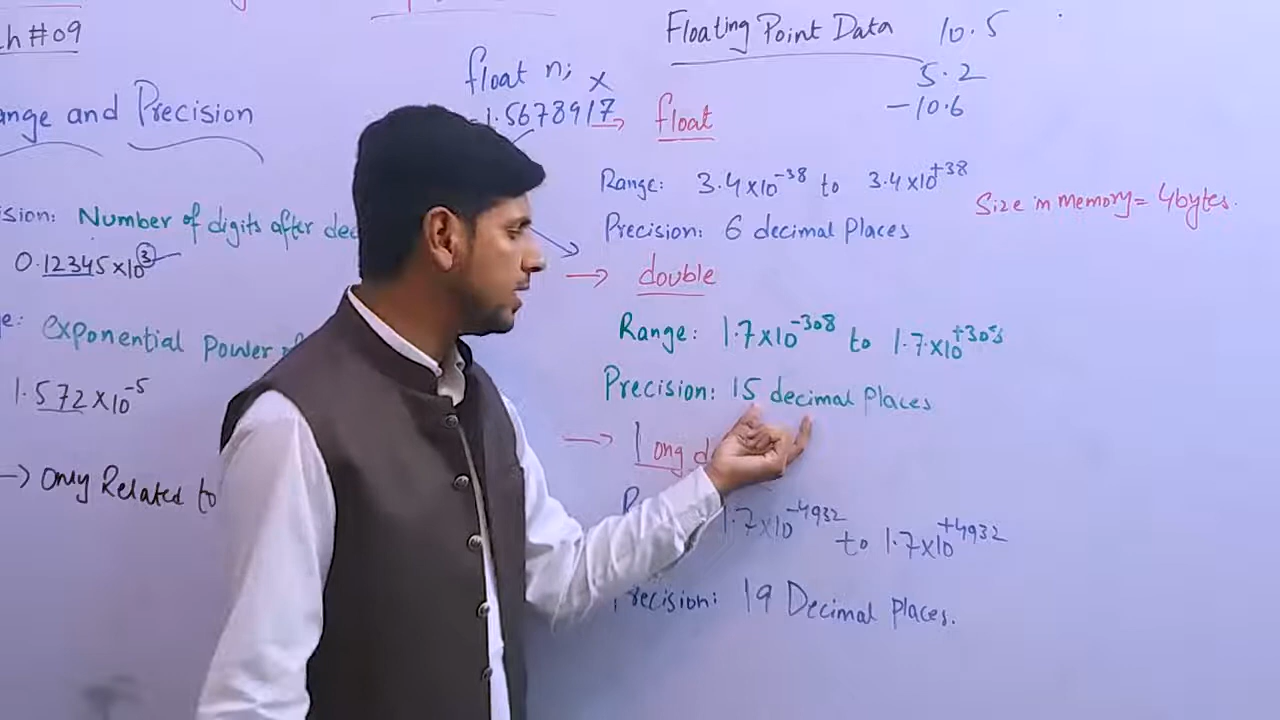 h#09
ange and Precision
ision: Number of digits after dec
0.12345×10³
e: exponential Power
1.572×10⁻⁵
→ Only Related to
Floating Point Data 10.5
5.2
-10.6
float n; x
-1.5678917 → float
Range: 3.4×10⁻³⁸ to 3.4×10⁺³⁸
Size in memory = 4bytes.
Precision: 6 decimal Places
→ double
Range: 1.7×10⁻³⁰⁸ to 1.7×10⁺³⁰⁸
Precision: 15 decimal Places
→ Long d
1.7×10⁻⁴⁹³² to 1.7×10⁺⁴⁹³²
Precision: 19 Decimal Places.